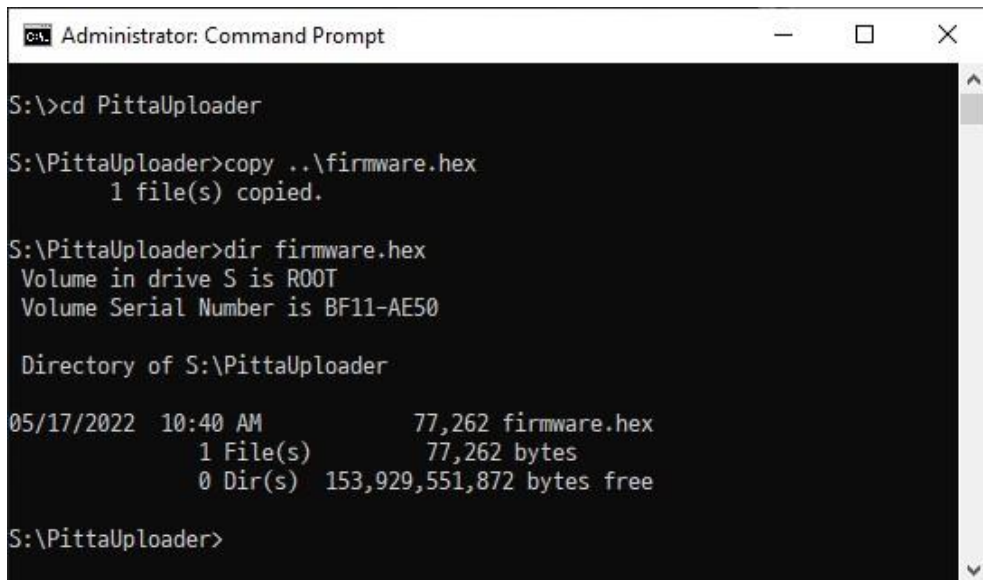 Administrator: Command Prompt
S:\>cd PittaUploader
S:\PittaUploader>copy ..\firmware.hex
        1 file(s) copied.
S:\PittaUploader>dir firmware.hex
 Volume in drive S is ROOT
 Volume Serial Number is BF11-AE50
 Directory of S:\PittaUploader
05/17/2022  10:40 AM            77,262 firmware.hex
               1 File(s)         77,262 bytes
               0 Dir(s)  153,929,551,872 bytes free
S:\PittaUploader>